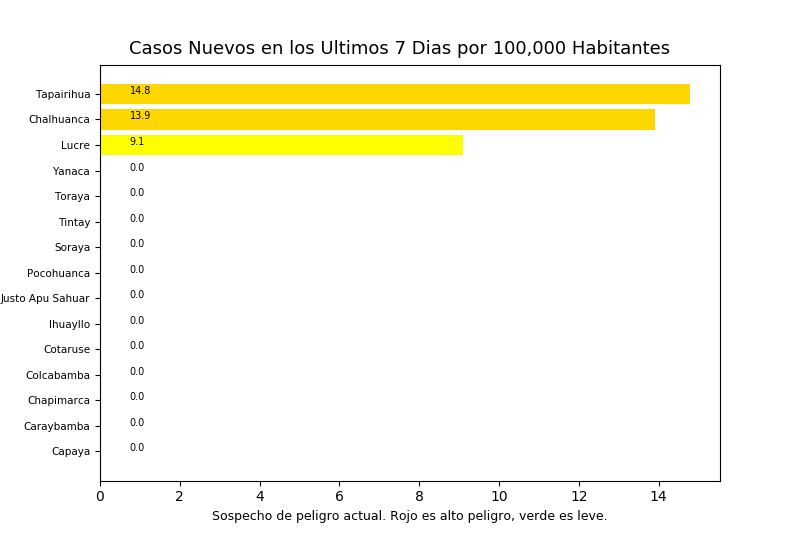 Casos Nuevos en los Ultimos 7 Dias por 100,000 Habitantes
Tapairihua 14.8
Chalhuanca 13.9
Lucre 9.1
Yanaca 0.0
Toraya 0.0
Tintay 0.0
Soraya 0.0
Pocohuanca 0.0
Justo Apu Sahuar 0.0
Ihuayllo 0.0
Cotaruse 0.0
Colcabamba 0.0
Chapimarca 0.0
Caraybamba 0.0
Capaya 0.0
0 2 4 6 8 10 12 14
Sospecho de peligro actual. Rojo es alto peligro, verde es leve.